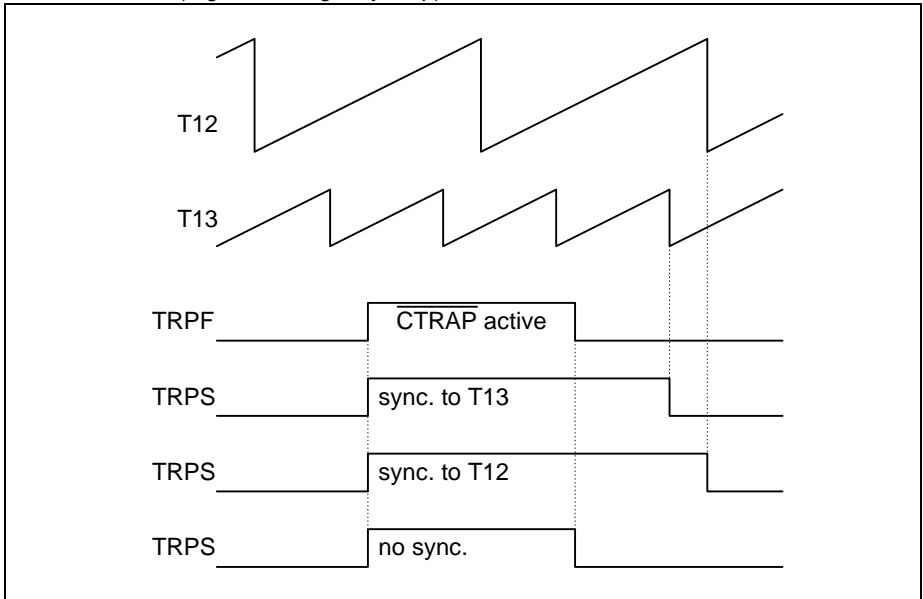 T12
T13
TRPF
CTRAP active
TRPS
sync. to T13
TRPS
sync. to T12
TRPS
no sync.